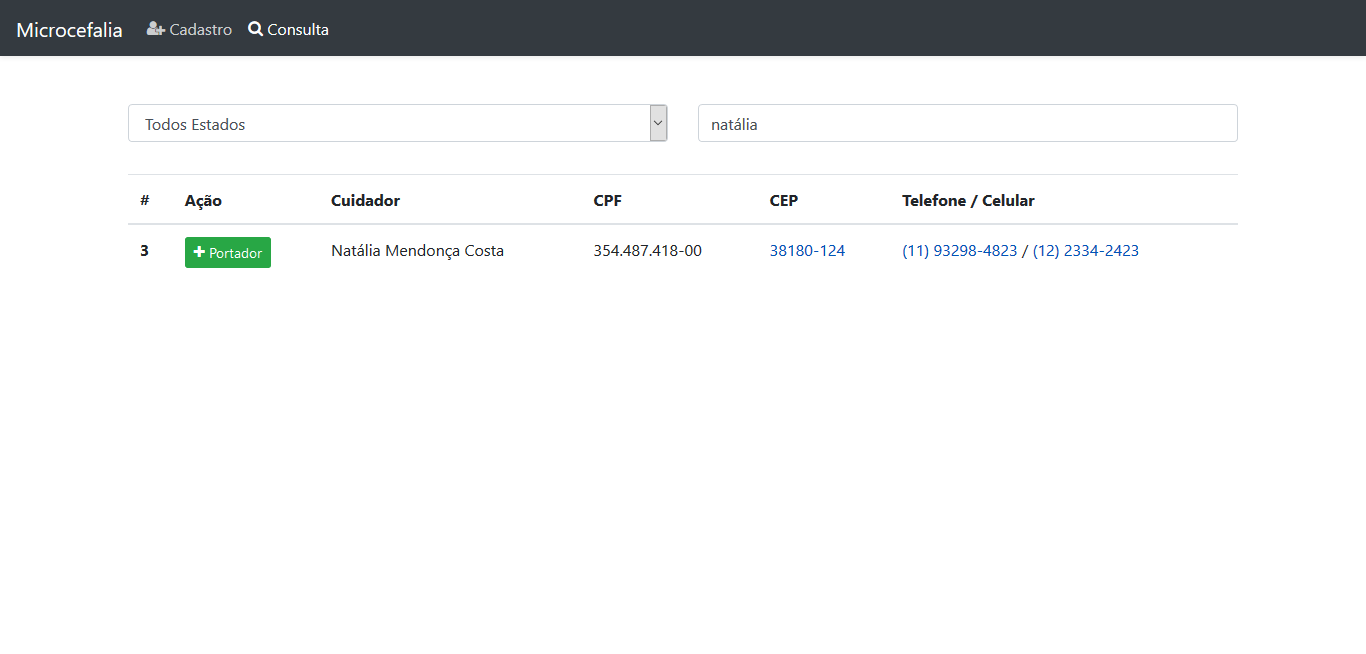 Microcefalia Cadastro Consulta
Todos Estados natália
# Ação Cuidador CPF CEP Telefone / Celular
3 Portador Natália Mendonça Costa 354.487.418-00 38180-124 (11) 93298-4823 / (12) 2334-2423